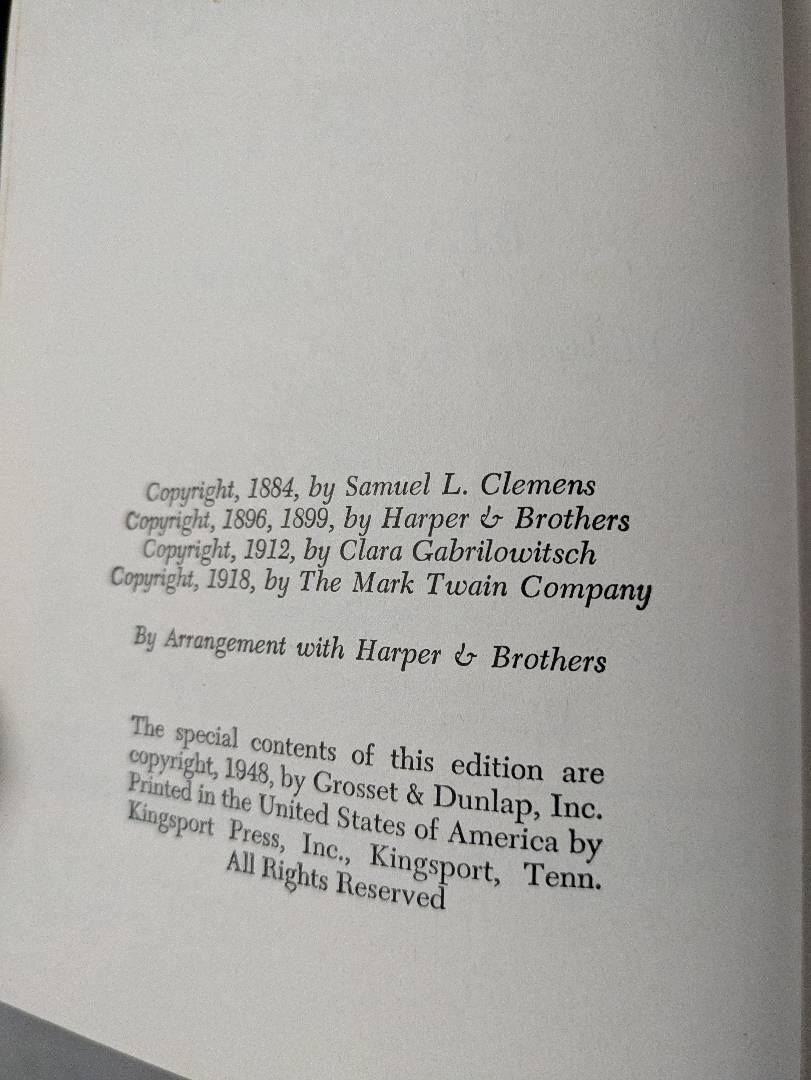 Copyright, 1884, by Samuel L. Clemens
Copyright, 1896, 1899, by Harper & Brothers
Copyright, 1912, by Clara Gabrilowitsch
Copyright, 1918, by The Mark Twain Company
By Arrangement with Harper & Brothers
The special contents of this edition are
copyright, 1948, by Grosset & Dunlap, Inc.
Printed in the United States of America by
Kingsport Press, Inc., Kingsport, Tenn.
All Rights Reserved